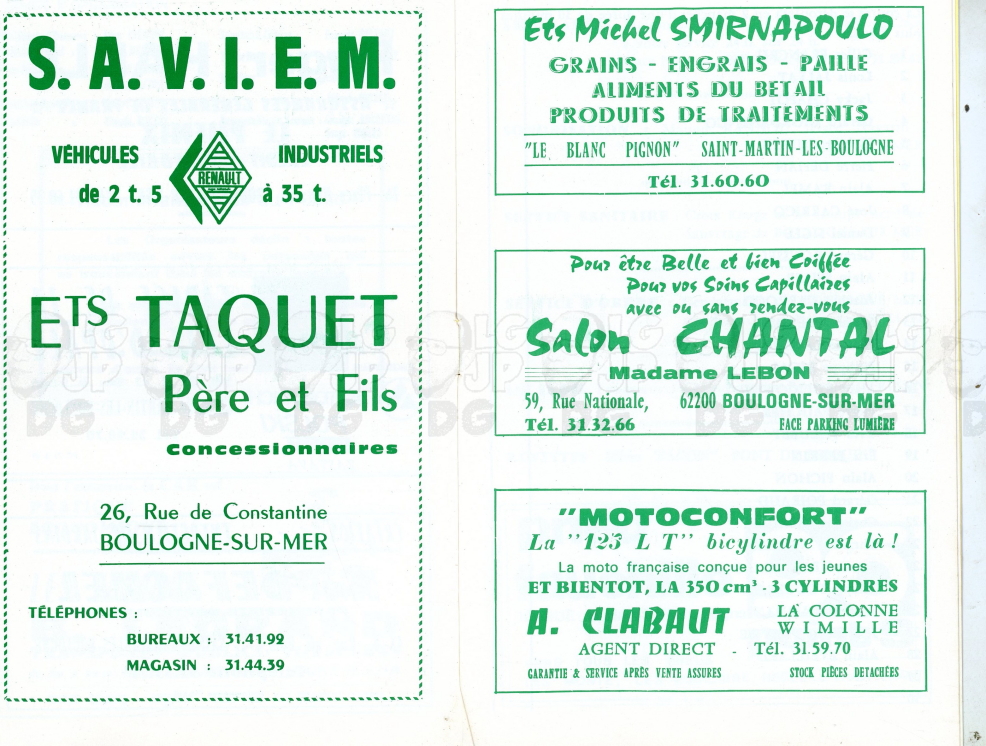 S. A. V. I. E. M.
VÉHICULES INDUSTRIELS
RENAULT
de 2 t. 5 à 35 t.
ETS TAQUET
Père et Fils
Concessionnaires
26, Rue de Constantine
BOULOGNE-SUR-MER
TÉLÉPHONES :
BUREAUX : 31.41.92
MAGASIN : 31.44.39
Ets Michel SMIRNAPOULO
GRAINS - ENGRAIS - PAILLE
ALIMENTS DU BETAIL
PRODUITS DE TRAITEMENTS
"LE BLANC PIGNON" SAINT-MARTIN-LES-BOULOGNE
Tél. 31.60.60
Pour être Belle et bien Coiffée
Pour vos Soins Capillaires
avec ou sans rendez-vous
Salon CHANTAL
Madame LEBON
59, Rue Nationale, 62200 BOULOGNE-SUR-MER
Tél. 31.32.66 FACE PARKING LUMIÈRE
"MOTOCONFORT"
La "125 L T" bicylindre est là !
La moto française conçue pour les jeunes
ET BIENTOT, LA 350 cm³ - 3 CYLINDRES
A. CLABAUT LA COLONNE
WIMILLE
AGENT DIRECT - Tél. 31.59.70
GARANTIE & SERVICE APRÈS VENTE ASSURES STOCK PIÈCES DETACHÉES
LG JP DG